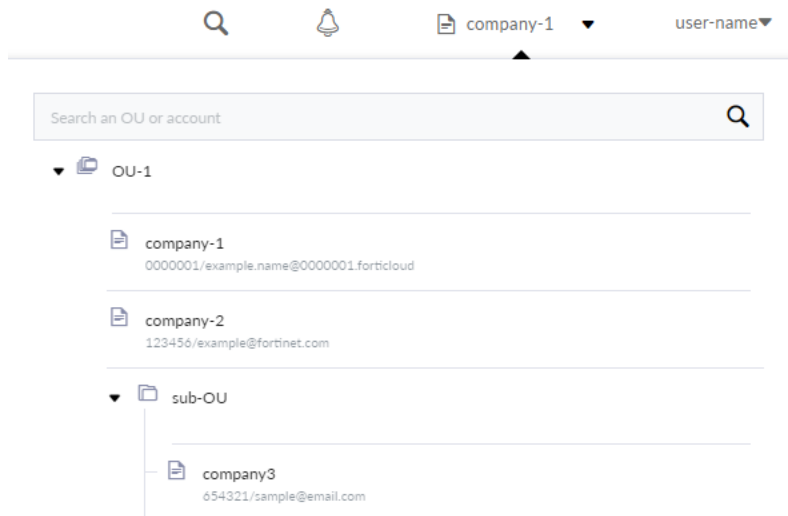 company-1
user-name
Search an OU or account
OU-1
company-1
0000001/example.name@0000001.forticloud
company-2
123456/example@fortinet.com
sub-OU
company3
654321/sample@email.com